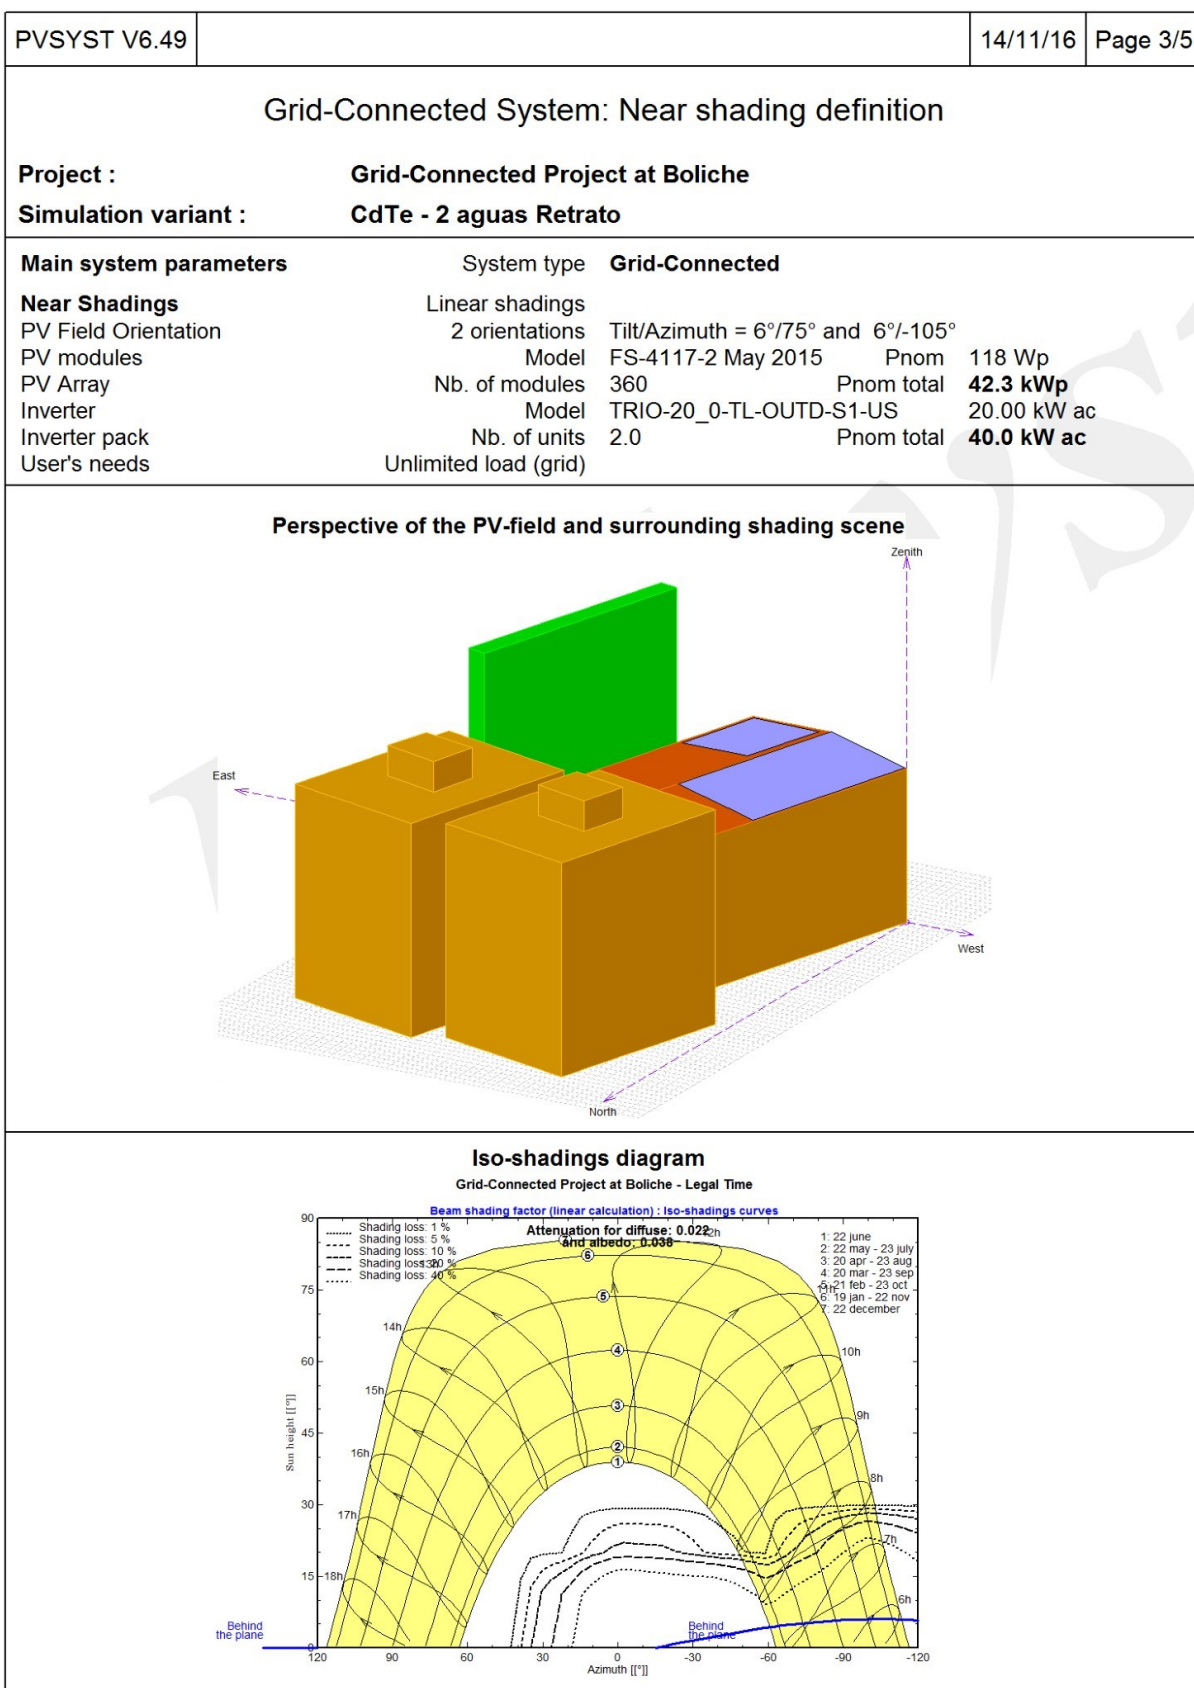 PVSYST V6.49 14/11/16 Page 3/5
Grid-Connected System: Near shading definition
Project : Grid-Connected Project at Boliche
Simulation variant : CdTe - 2 aguas Retrato
Main system parameters System type Grid-Connected
Near Shadings Linear shadings
PV Field Orientation 2 orientations Tilt/Azimuth = 6°/75° and 6°/-105°
PV modules Model FS-4117-2 May 2015 Pnom 118 Wp
PV Array Nb. of modules 360 Pnom total 42.3 kWp
Inverter Model TRIO-20_0-TL-OUTD-S1-US 20.00 kW ac
Inverter pack Nb. of units 2.0 Pnom total 40.0 kW ac
User's needs Unlimited load (grid)
Perspective of the PV-field and surrounding shading scene
Zenith
East
West
North
Iso-shadings diagram
Grid-Connected Project at Boliche - Legal Time
Beam shading factor (linear calculation) : Iso-shadings curves
Attenuation for diffuse: 0.022
and albedo: 0.038
Shading loss: 1 %
Shading loss: 5 %
Shading loss: 10 %
Shading loss: 20 %
Shading loss: 40 %
1: 22 june
2: 22 may - 23 july
3: 20 apr - 23 aug
4: 20 mar - 23 sep
5: 21 feb - 23 oct
6: 19 jan - 22 nov
7: 22 december
90
75
60
45
30
15
0
Sun height [[°]]
18h
17h
16h
15h
14h
13h
12h
11h
10h
9h
8h
7h
6h
7
6
5
4
3
2
1
Behind
the plane
Behind
the plane
120 90 60 30 0 -30 -60 -90 -120
Azimuth [[°]]